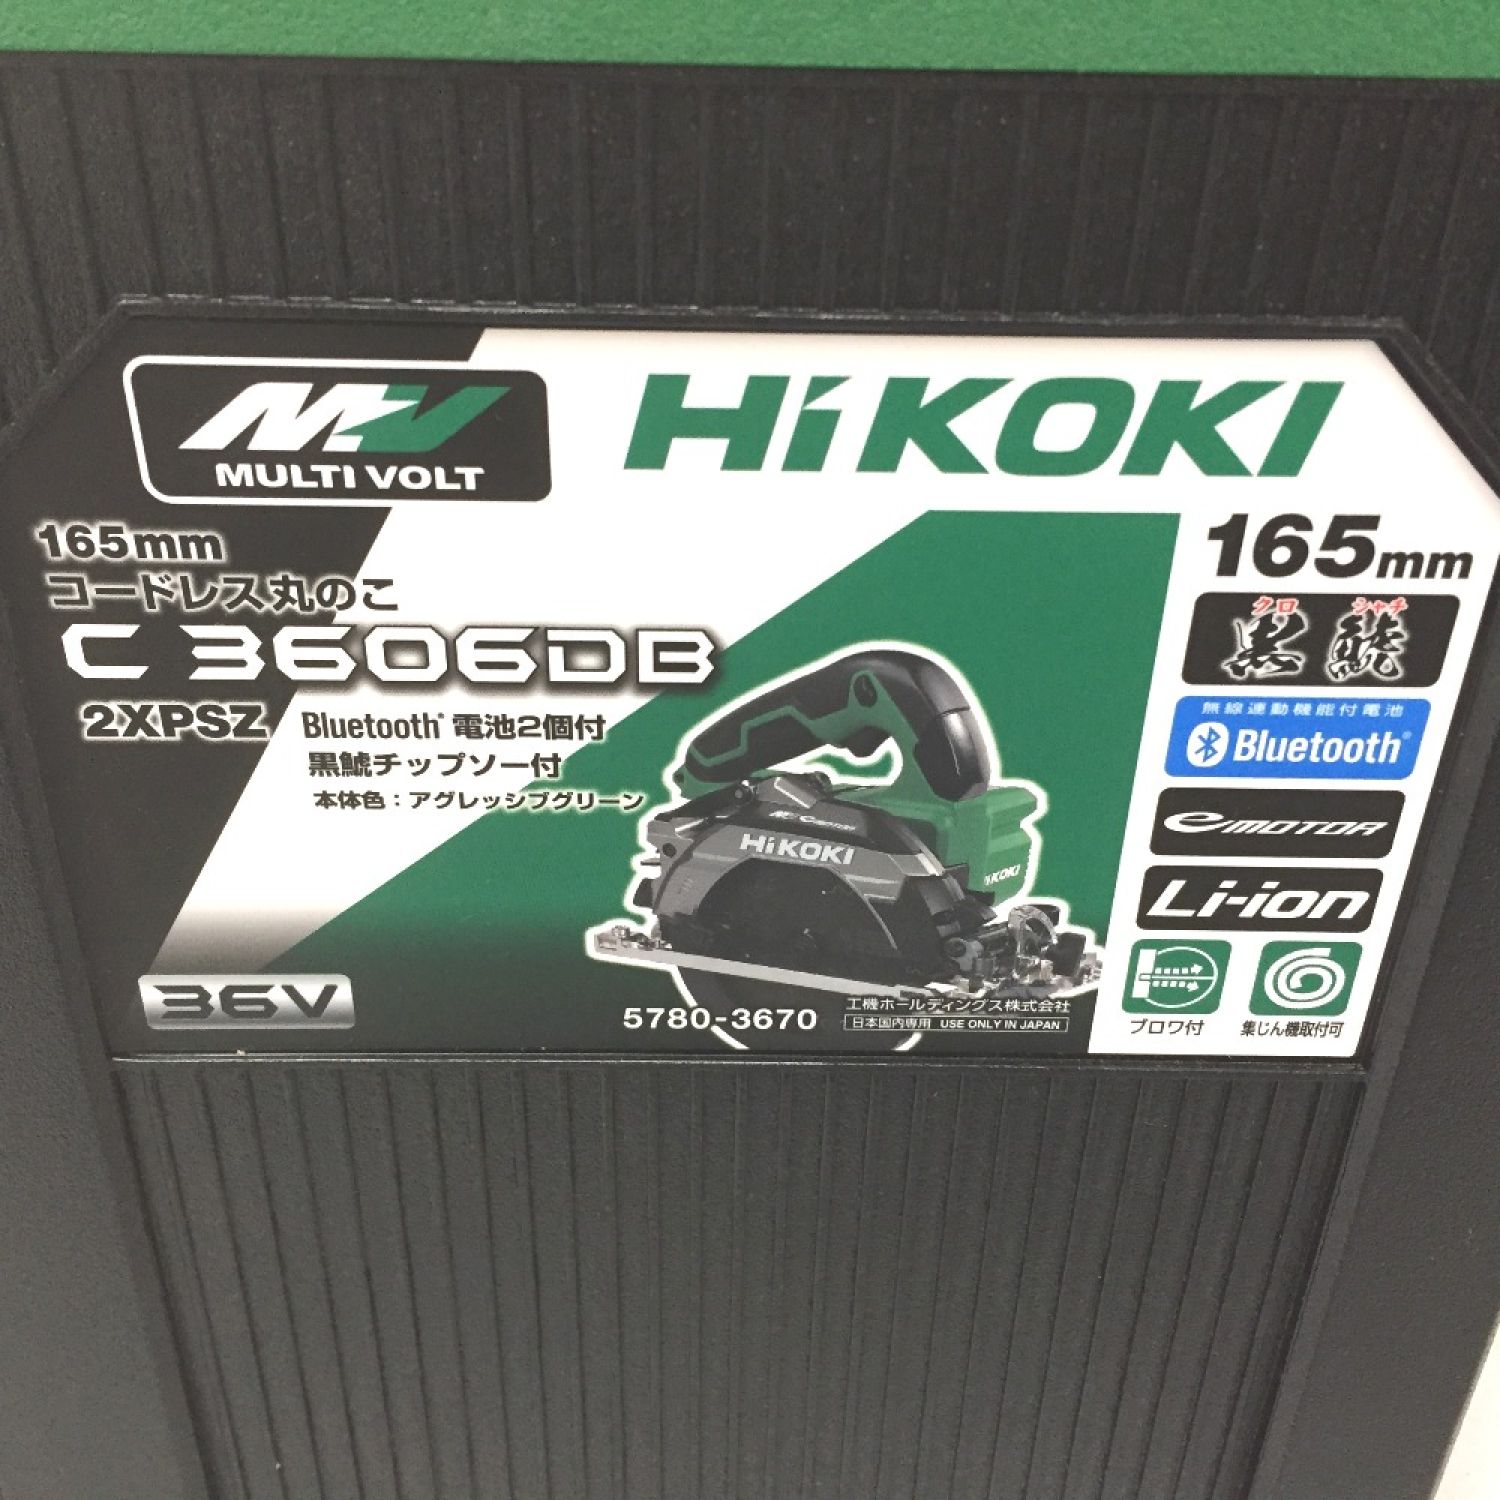 MV
MULTI VOLT
HiKOKI
165mm
コードレス丸のこ
C 3606DB
2XPSZ
Bluetooth® 電池2個付
黒鯱チップソー付
本体色：アグレッシブグリーン
36V
HiKOKI
HiKOKI
5780-3670
工機ホールディングス株式会社
日本国内専用 USE ONLY IN JAPAN
165mm
クロ シャチ
黒鯱
無線連動機能付電池
Bluetooth®
eMOTOR
Li-ion
ブロワ付
集じん機取付可